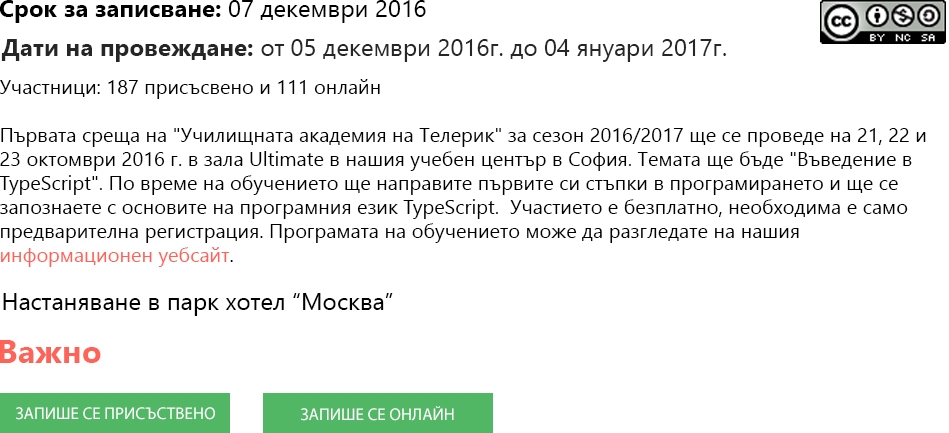 Срок за записване: 07 декември 2016
BY NC SA
Дати на провеждане: от 05 декември 2016г. до 04 януари 2017г.
Участници: 187 присъсвено и 111 онлайн
Първата среща на "Училищната академия на Телерик" за сезон 2016/2017 ще се проведе на 21, 22 и
23 октомври 2016 г. в зала Ultimate в нашия учебен център в София. Темата ще бъде "Въведение в
TypeScript". По време на обучението ще направите първите си стъпки в програмирането и ще се
запознаете с основите на програмния език TypeScript.  Участието е безплатно, необходима е само
предварителна регистрация. Програмата на обучението може да разгледате на нашия
информационен уебсайт.
Настаняване в парк хотел “Москва”
Важно
ЗАПИШЕ СЕ ПРИСЪСТВЕНО ЗАПИШЕ СЕ ОНЛАЙН